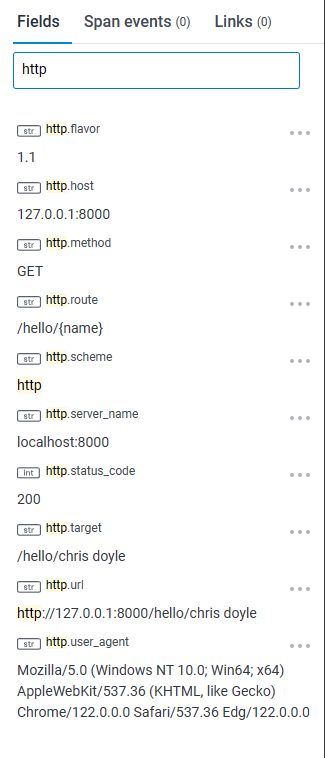 Fields Span events (0) Links (0)
http
str http.flavor
1.1
str http.host
127.0.0.1:8000
str http.method
GET
str http.route
/hello/{name}
str http.scheme
http
str http.server_name
localhost:8000
int http.status_code
200
str http.target
/hello/chris doyle
str http.url
http://127.0.0.1:8000/hello/chris doyle
str http.user_agent
Mozilla/5.0 (Windows NT 10.0; Win64; x64)
AppleWebKit/537.36 (KHTML, like Gecko)
Chrome/122.0.0.0 Safari/537.36 Edg/122.0.0.0